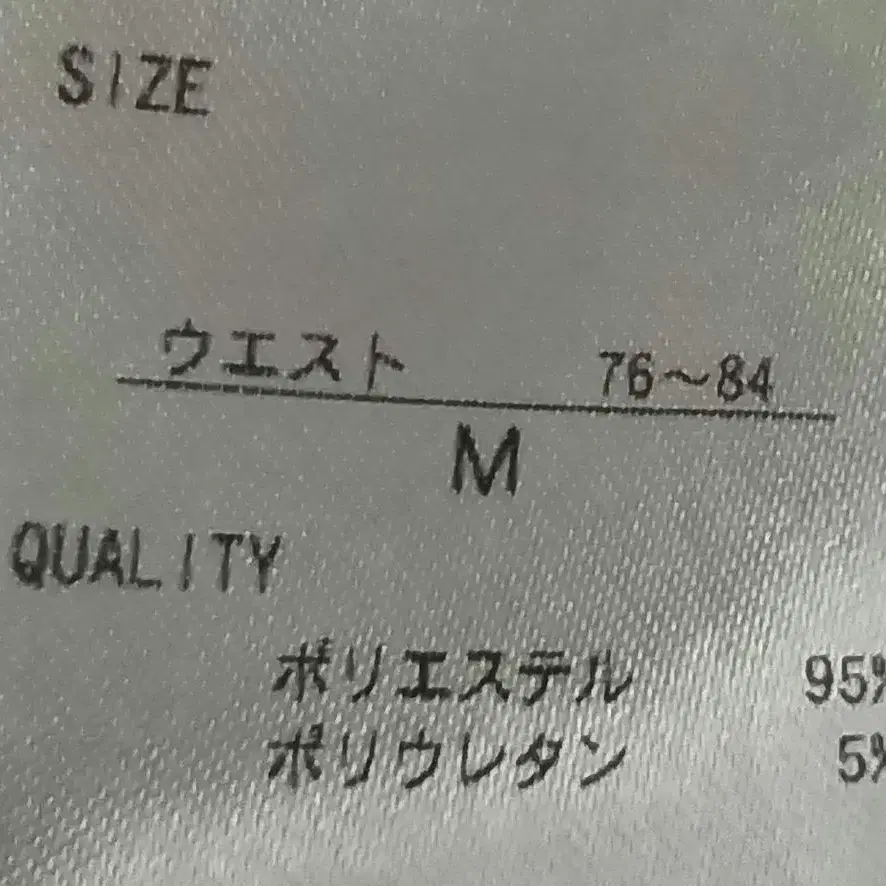 SIZE
ウエスト 76～84
M
QUALITY
ポリエステル 95%
ポリウレタン 5%